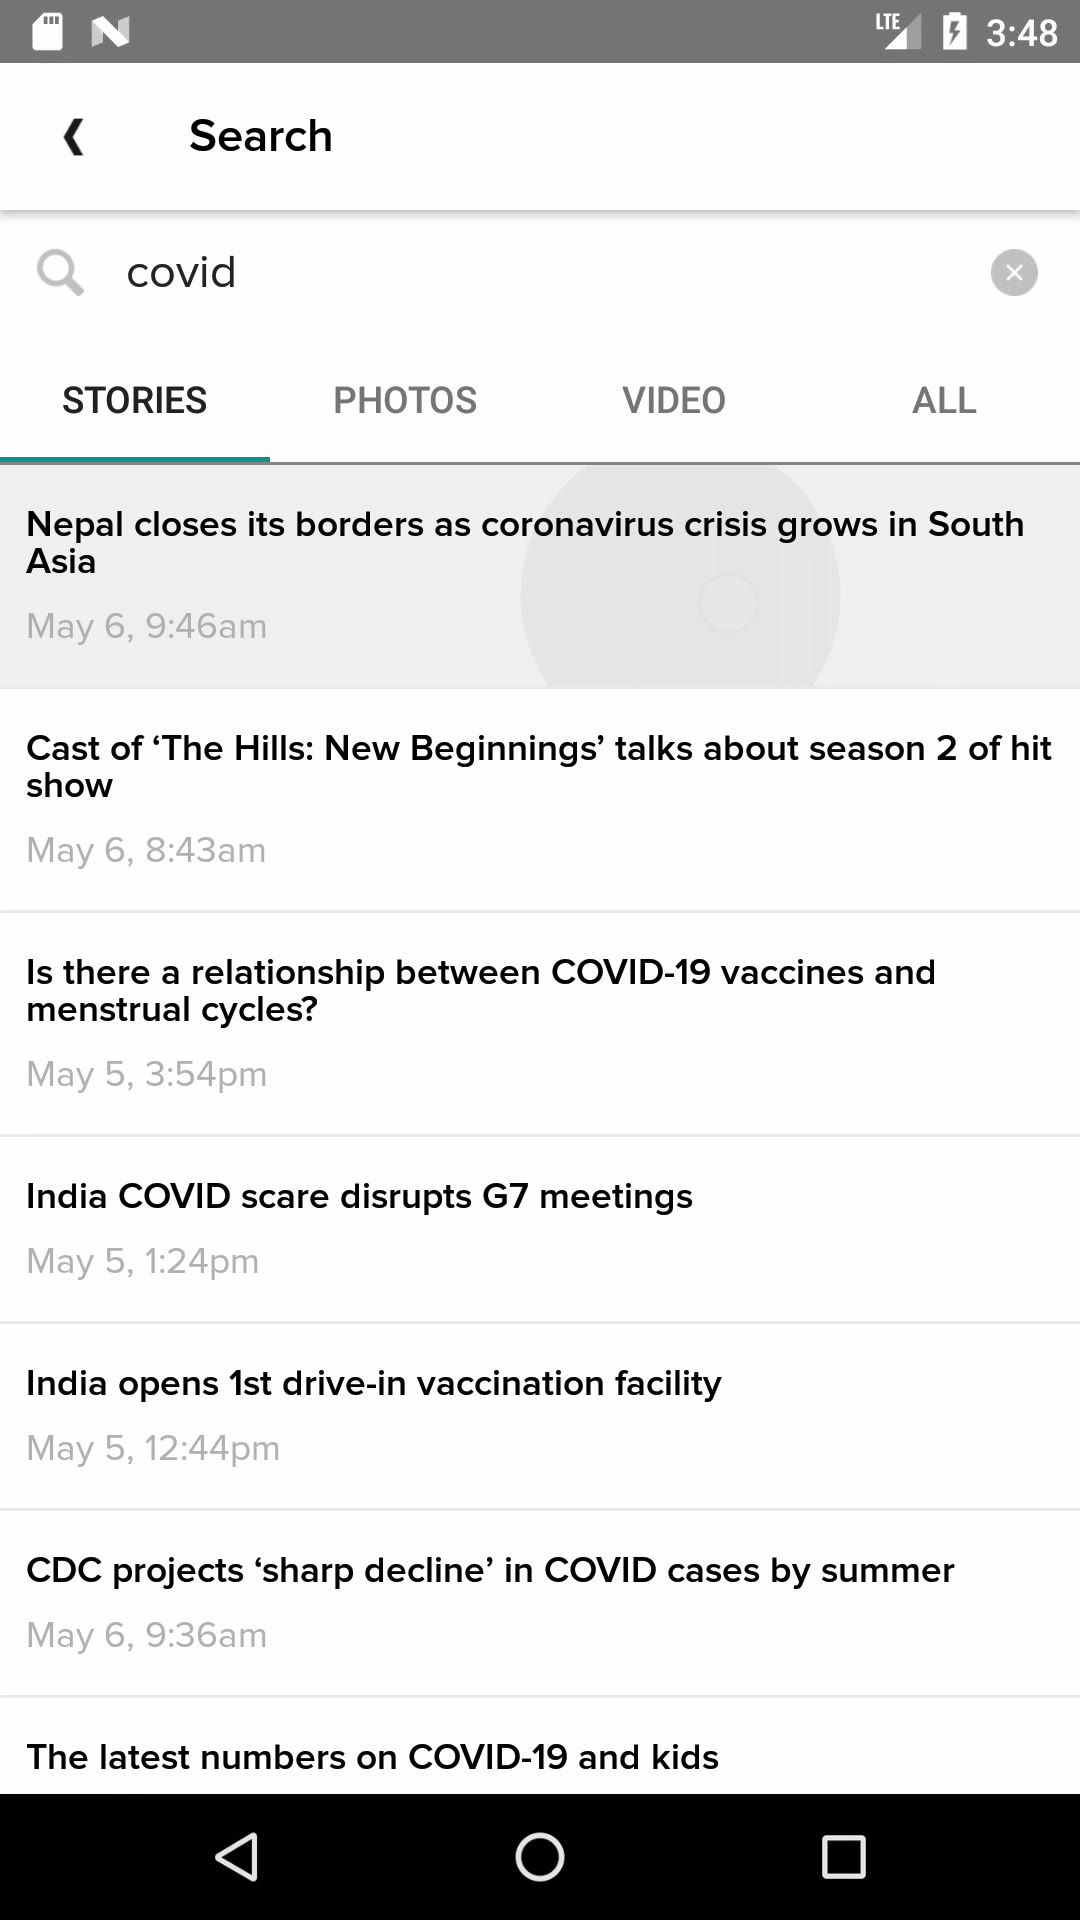 LTE 3:48
Search
covid
STORIES PHOTOS VIDEO ALL
Nepal closes its borders as coronavirus crisis grows in South
Asia
May 6, 9:46am
Cast of ‘The Hills: New Beginnings’ talks about season 2 of hit
show
May 6, 8:43am
Is there a relationship between COVID-19 vaccines and
menstrual cycles?
May 5, 3:54pm
India COVID scare disrupts G7 meetings
May 5, 1:24pm
India opens 1st drive-in vaccination facility
May 5, 12:44pm
CDC projects ‘sharp decline’ in COVID cases by summer
May 6, 9:36am
The latest numbers on COVID-19 and kids